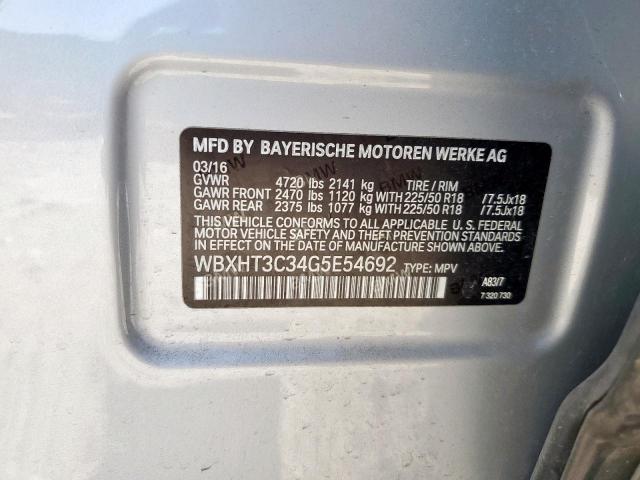 MFD BY BAYERISCHE MOTOREN WERKE AG
03/16
GVWR 4720 lbs 2141 kg TIRE / RIM
GAWR FRONT 2470 lbs 1120 kg WITH 225/50 R18 /7.5Jx18
GAWR REAR 2375 lbs 1077 kg WITH 225/50 R18 /7.5Jx18
THIS VEHICLE CONFORMS TO ALL APPLICABLE U. S. FEDERAL
MOTOR VEHICLE SAFETY, BUMPER, AND THEFT PREVENTION
STANDARDS IN EFFECT ON THE DATE OF MANUFACTURE SHOWN ABOVE.
WBXHT3C34G5E54692 TYPE: MPV
A83/7
7 320 730